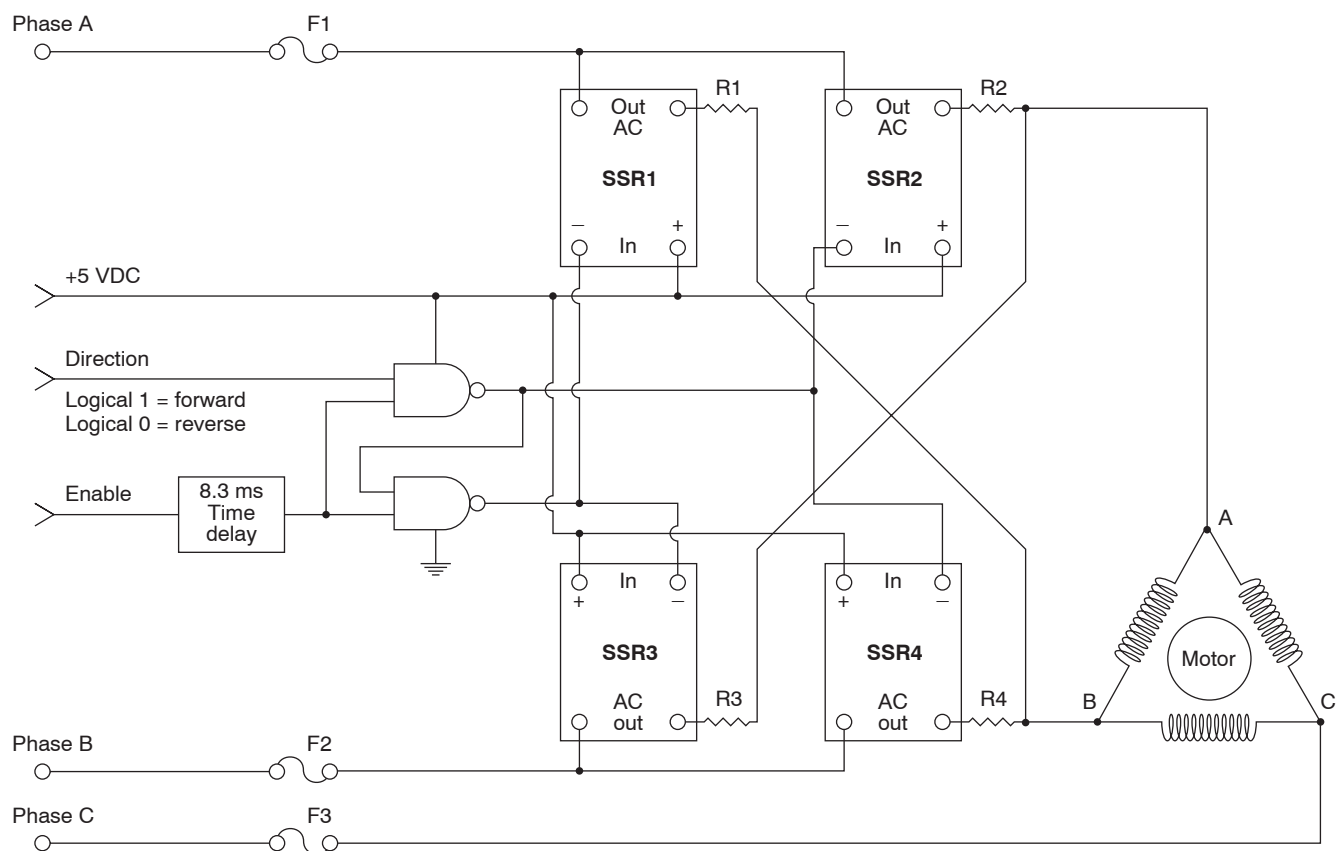 Phase A
F1
R1
R2
Out
AC
SSR1
– +
In
Out
AC
SSR2
– +
In
+5 VDC
Direction
Logical 1 = forward
Logical 0 = reverse
Enable
8.3 ms
Time
delay
In
+ –
SSR3
AC
out
R3
In
+ –
SSR4
AC
out
R4
A
B
C
Motor
Phase B
F2
Phase C
F3